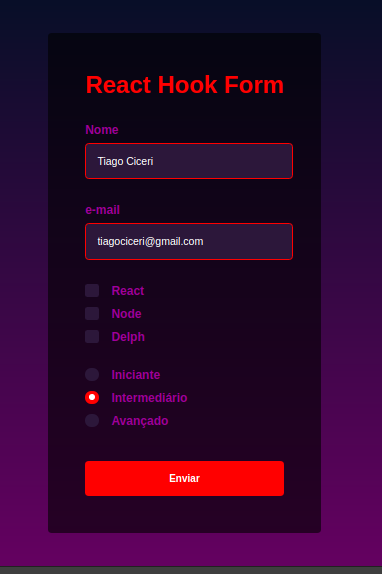 React Hook Form
Nome
Tiago Ciceri
e-mail
tiagociceri@gmail.com
React
Node
Delph
Iniciante
Intermediário
Avançado
Enviar